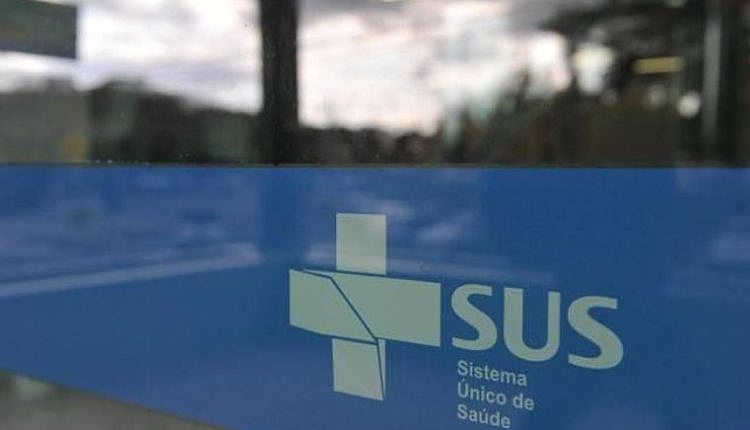 SUS
Sistema
Único de
Saúde